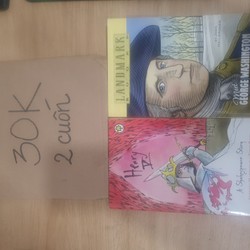 30K
2 cuốn
LANDMARK
GEORGE WASHINGTON
Henry V
A Shakespeare Story